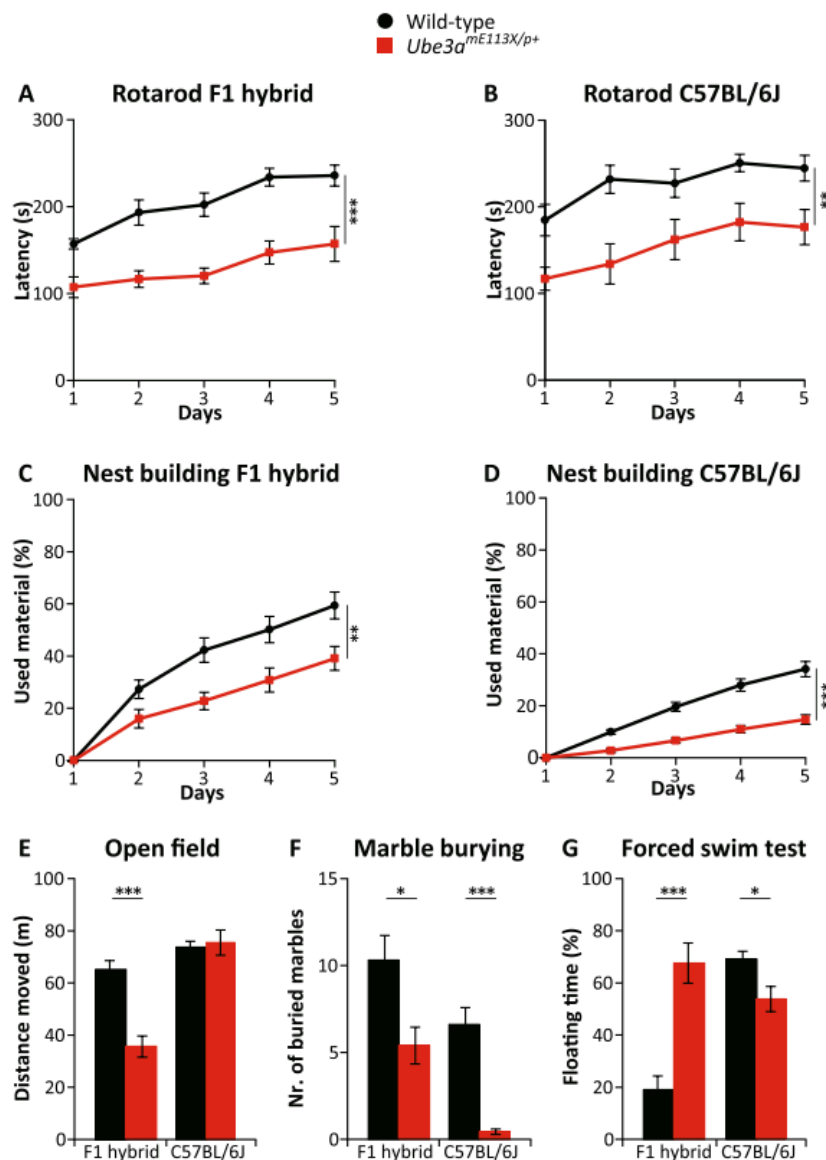 Wild-type
Ube3a^mE113X/p+
A Rotarod F1 hybrid
300
200
100
0
Latency (s)
***
1 2 3 4 5
Days
B Rotarod C57BL/6J
300
200
100
0
Latency (s)
**
1 2 3 4 5
Days
C Nest building F1 hybrid
100
80
60
40
20
0
Used material (%)
**
1 2 3 4 5
Days
D Nest building C57BL/6J
100
80
60
40
20
0
Used material (%)
***
1 2 3 4 5
Days
E Open field
100
80
60
40
20
0
Distance moved (m)
***
F1 hybrid C57BL/6J
F Marble burying
15
10
5
0
Nr. of buried marbles
* ***
F1 hybrid C57BL/6J
G Forced swim test
100
80
60
40
20
0
Floating time (%)
*** *
F1 hybrid C57BL/6J